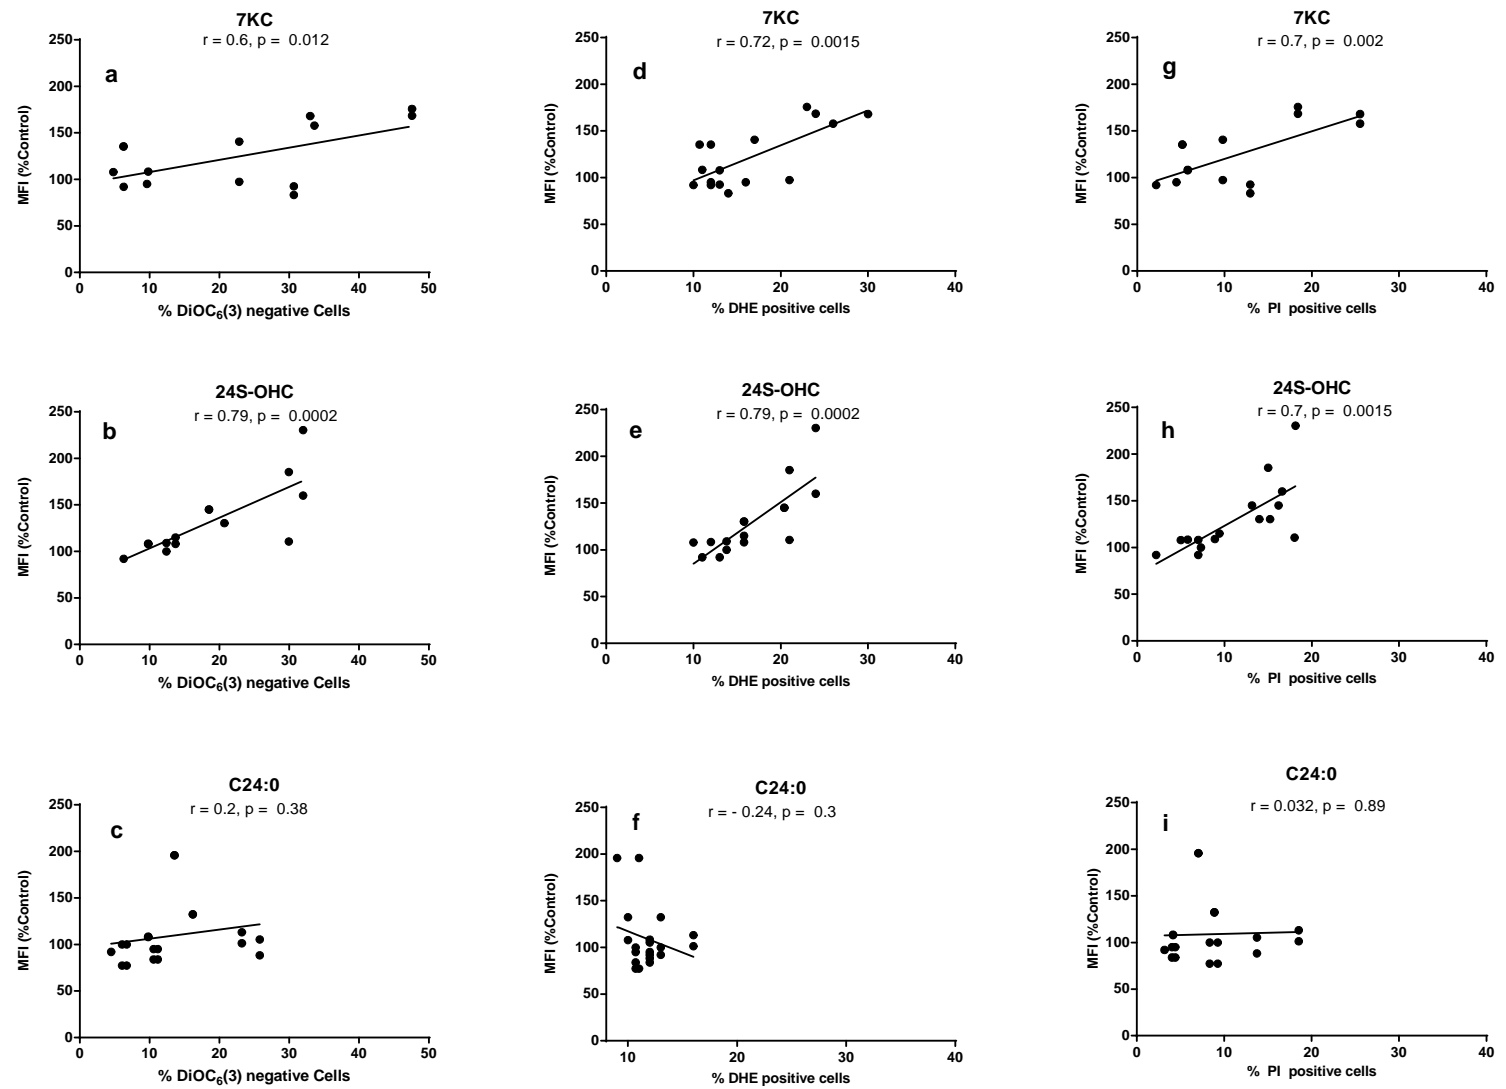 7KC
r = 0.6, p =  0.012
a
250
200
150
100
50
0
MFI (%Control)
0 10 20 30 40 50
% DiOC6(3) negative Cells
7KC
r = 0.72, p =  0.0015
d
250
200
150
100
50
0
MFI (%Control)
0 10 20 30 40
% DHE positive cells
7KC
r = 0.7, p =  0.002
g
250
200
150
100
50
0
MFI (%Control)
0 10 20 30 40
% PI positive cells
24S-OHC
r = 0.79, p =  0.0002
b
250
200
150
100
50
0
MFI (%Control)
0 10 20 30 40 50
% DiOC6(3) negative Cells
24S-OHC
r = 0.79, p =  0.0002
e
250
200
150
100
50
0
MFI (%Control)
0 10 20 30 40
% DHE positive cells
24S-OHC
r = 0.7, p =  0.0015
h
250
200
150
100
50
0
MFI (%Control)
0 10 20 30 40
% PI positive cells
C24:0
r = 0.2, p =  0.38
c
250
200
150
100
50
0
MFI (%Control)
0 10 20 30 40 50
% DiOC6(3) negative Cells
C24:0
r = - 0.24, p =  0.3
f
250
200
150
100
50
0
MFI (%Control)
10 20 30 40
% DHE positive cells
C24:0
r = 0.032, p =  0.89
i
250
200
150
100
50
0
MFI (%Control)
0 10 20 30 40
% PI positive cells